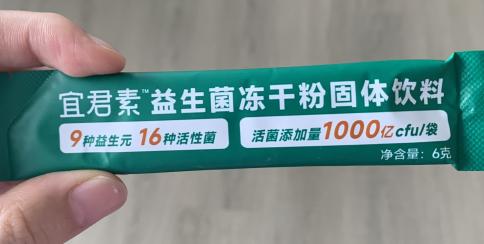 宜君素™益生菌冻干粉固体饮料
9种益生元 16种活性菌
活菌添加量1000亿cfu/袋
净含量：6克